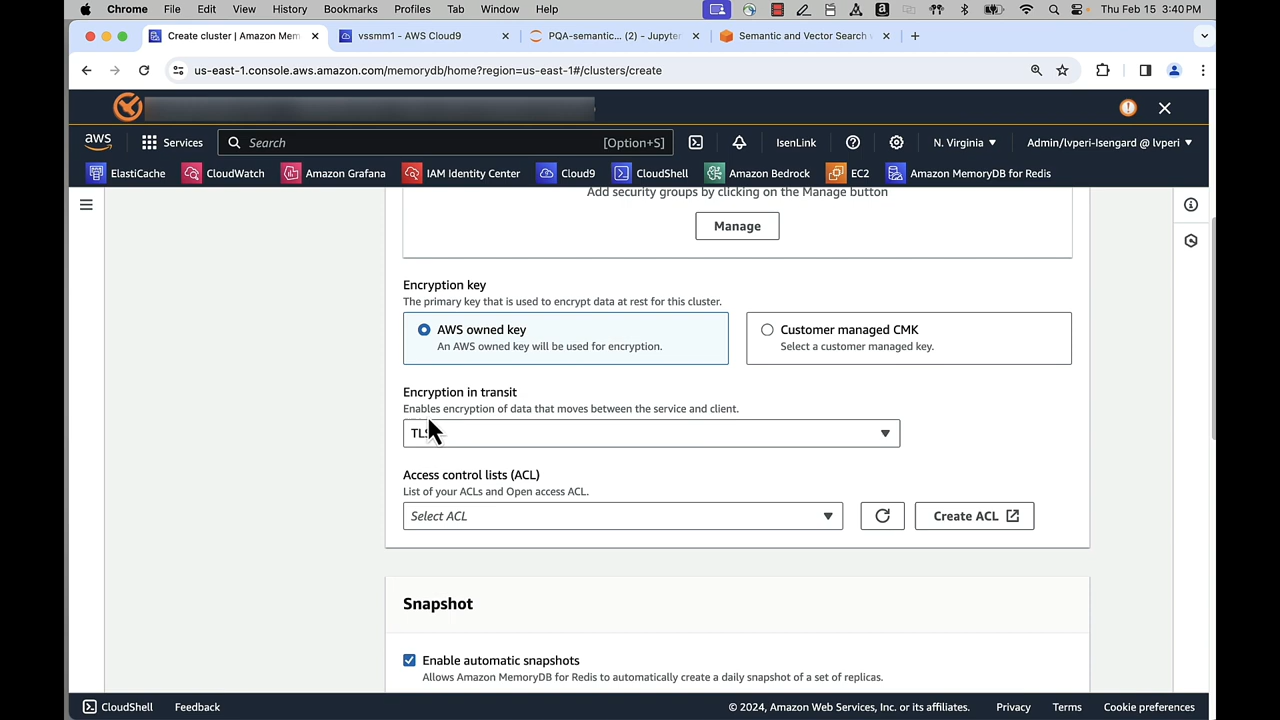 Chrome File Edit View History Bookmarks Profiles Tab Window Help Thu Feb 15 3:40 PM
Create cluster | Amazon Mem vssmm1 - AWS Cloud9 PQA-semantic... (2) - Jupyter Semantic and Vector Search
us-east-1.console.aws.amazon.com/memorydb/home?region=us-east-1#/clusters/create
aws Services Search [Option+S] IsenLink N. Virginia Admin/lvperi-Isengard @ lvperi
ElastiCache CloudWatch Amazon Grafana IAM Identity Center Cloud9 CloudShell Amazon Bedrock EC2 Amazon MemoryDB for Redis
Add security groups by clicking on the Manage button
Manage
Encryption key
The primary key that is used to encrypt data at rest for this cluster.
AWS owned key
An AWS owned key will be used for encryption.
Customer managed CMK
Select a customer managed key.
Encryption in transit
Enables encryption of data that moves between the service and client.
TLS
Access control lists (ACL)
List of your ACLs and Open access ACL.
Select ACL Create ACL
Snapshot
Enable automatic snapshots
Allows Amazon MemoryDB for Redis to automatically create a daily snapshot of a set of replicas.
CloudShell Feedback © 2024, Amazon Web Services, Inc. or its affiliates. Privacy Terms Cookie preferences